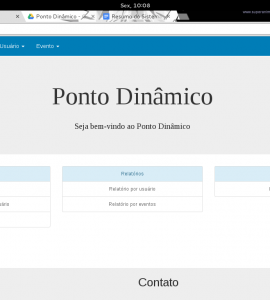 Sex, 10:08
Ponto Dinâmico - Resumo do Sistem
Usuário Evento
Ponto Dinâmico
Seja bem-vindo ao Ponto Dinâmico
Relatórios
Relatório por usuário
Relatório por eventos
Contato